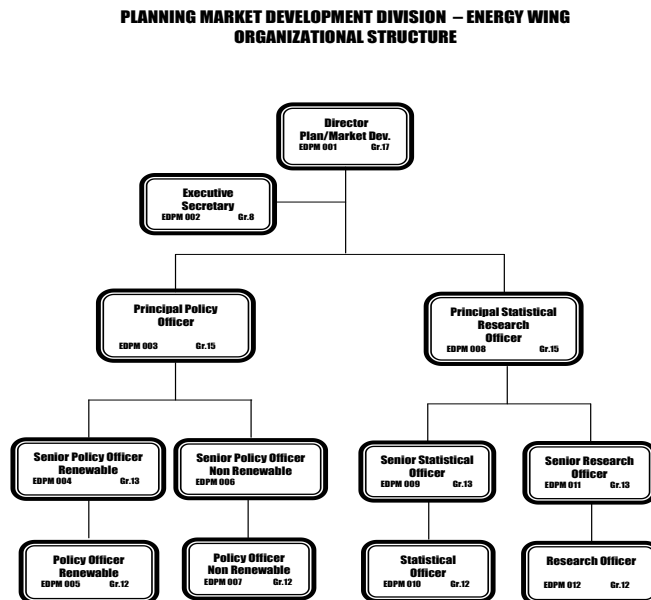 PLANNING MARKET DEVELOPMENT DIVISION – ENERGY WING
ORGANIZATIONAL STRUCTURE
Director
Plan/Market Dev.
EDPM 001 Gr.17
Executive
Secretary
EDPM 002 Gr.8
Principal Policy
Officer
EDPM 003 Gr.15
Principal Statistical
Research
Officer
EDPM 008 Gr.15
Senior Policy Officer
Renewable
EDPM 004 Gr.13
Senior Policy Officer
Non Renewable
EDPM 006
Senior Statistical
Officer
EDPM 009 Gr.13
Senior Research
Officer
EDPM 011 Gr.13
Policy Officer
Renewable
EDPM 005 Gr.12
Policy Officer
Non Renewable
EDPM 007 Gr.12
Statistical
Officer
EDPM 010 Gr.12
Research Officer
EDPM 012 Gr.12